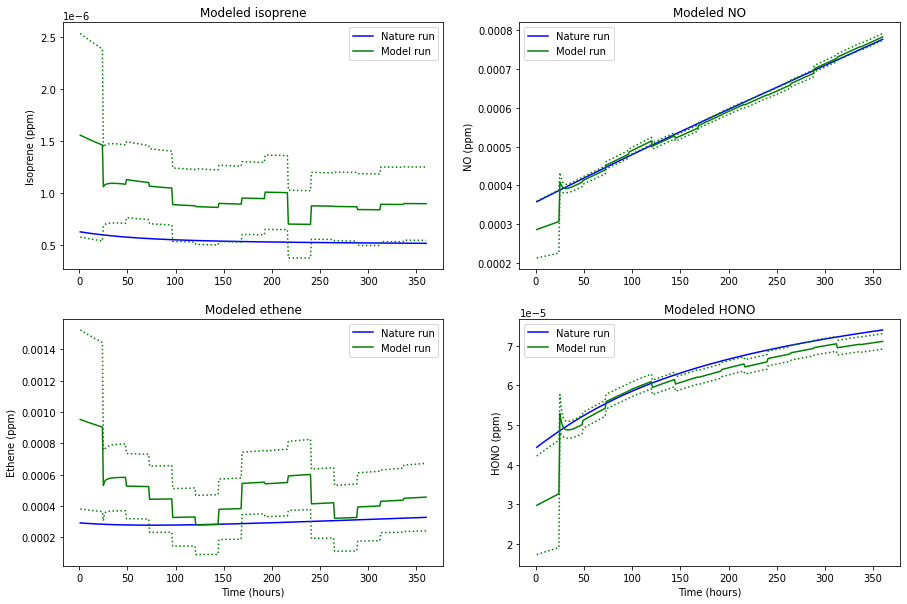 Modeled isoprene
1e−6
Isoprene (ppm)
2.5
2.0
1.5
1.0
0.5
0 50 100 150 200 250 300 350
Nature run
Model run
Modeled NO
NO (ppm)
0.0008
0.0007
0.0006
0.0005
0.0004
0.0003
0.0002
0 50 100 150 200 250 300 350
Nature run
Model run
Modeled ethene
Ethene (ppm)
0.0014
0.0012
0.0010
0.0008
0.0006
0.0004
0.0002
0 50 100 150 200 250 300 350
Time (hours)
Nature run
Model run
Modeled HONO
1e−5
HONO (ppm)
7
6
5
4
3
2
0 50 100 150 200 250 300 350
Time (hours)
Nature run
Model run